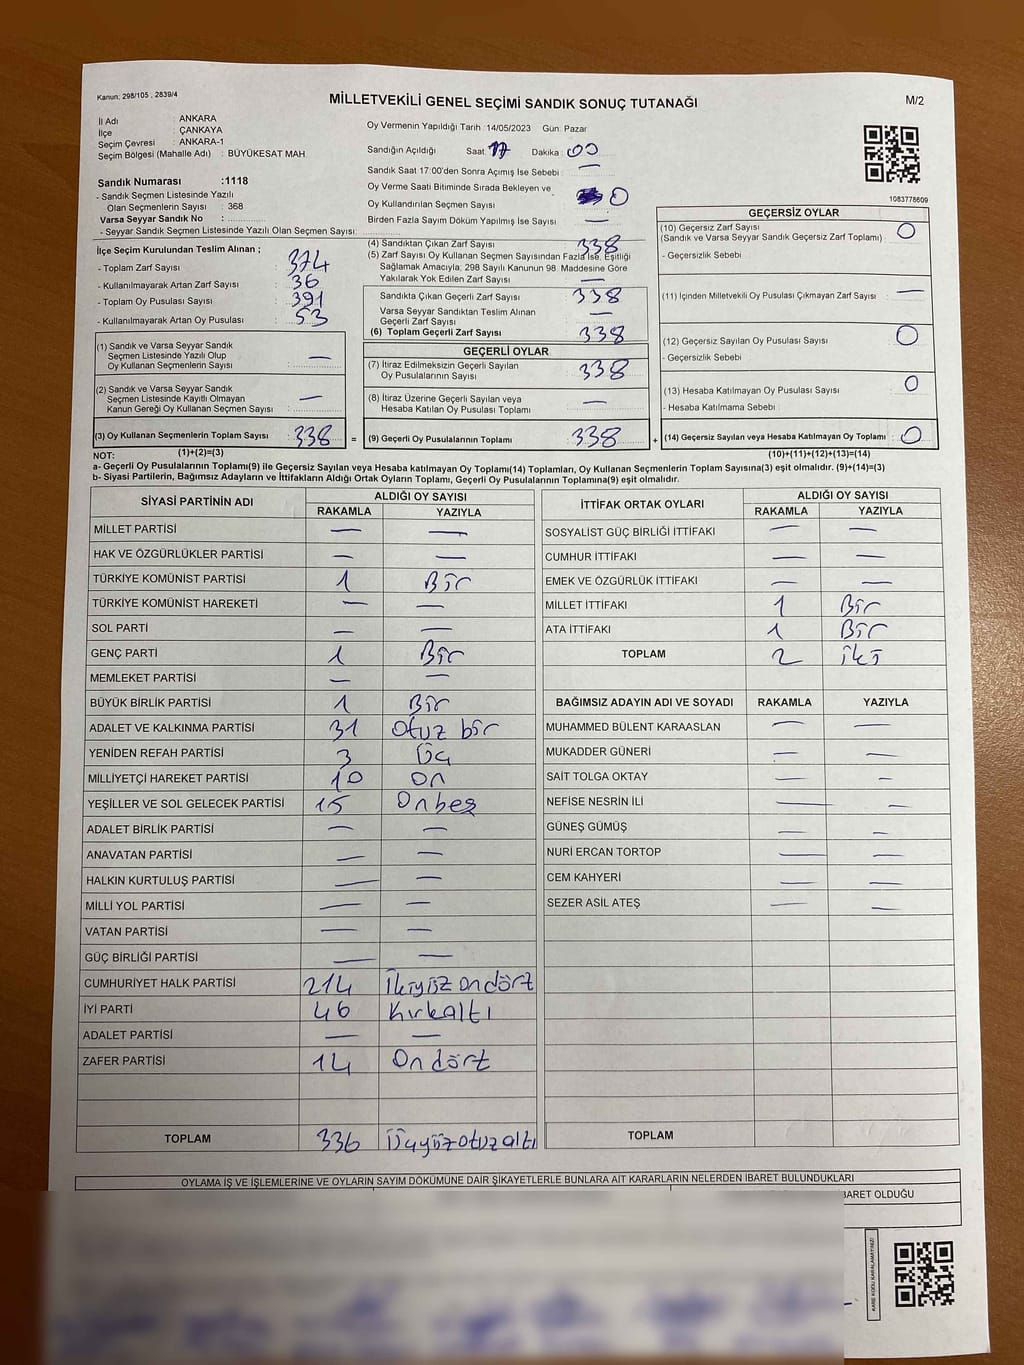 Kanun: 298/105 , 2839/4
MİLLETVEKİLİ GENEL SEÇİMİ SANDIK SONUÇ TUTANAĞI
M/2
İl Adı : ANKARA
İlçe : ÇANKAYA
Seçim Çevresi : ANKARA-1
Seçim Bölgesi (Mahalle Adı) : BÜYÜKESAT MAH.
Sandık Numarası :1118
- Sandık Seçmen Listesinde Yazılı
Olan Seçmenlerin Sayısı : 368
Varsa Seyyar Sandık No :
- Seyyar Sandık Seçmen Listesinde Yazılı Olan Seçmen Sayısı:
Oy Vermenin Yapıldığı Tarih :14/05/2023 Gün: Pazar
Sandığın Açıldığı Saat: 17 Dakika: 00
Sandık Saat 17:00'den Sonra Açılmış İse Sebebi : —
Oy Verme Saati Bitiminde Sırada Bekleyen ve
Oy Kullandırılan Seçmen Sayısı : 0
Birden Fazla Sayım Döküm Yapılmış İse Sayısı : —
1083778609
İlçe Seçim Kurulundan Teslim Alınan ;
- Toplam Zarf Sayısı : 374
- Kullanılmayarak Artan Zarf Sayısı : 36
- Toplam Oy Pusulası Sayısı : 391
- Kullanılmayarak Artan Oy Pusulası : 53
(1) Sandık ve Varsa Seyyar Sandık
Seçmen Listesinde Yazılı Olup
Oy Kullanan Seçmenlerin Sayısı : —
(2) Sandık ve Varsa Seyyar Sandık
Seçmen Listesinde Kayıtlı Olmayan
Kanun Gereği Oy Kullanan Seçmen Sayısı : —
(3) Oy Kullanan Seçmenlerin Toplam Sayısı : 338 =
(1)+(2)=(3)
(4) Sandıktan Çıkan Zarf Sayısı : 338
(5) Zarf Sayısı Oy Kullanan Seçmen Sayısından Fazla İse, Eşitliği
Sağlamak Amacıyla; 298 Sayılı Kanunun 98. Maddesine Göre
Yakılarak Yok Edilen Zarf Sayısı : —
Sandıkta Çıkan Geçerli Zarf Sayısı : 338
Varsa Sandıktan Teslim Alınan
Geçerli Zarf Sayısı : —
(6) Toplam Geçerli Zarf Sayısı : 338
GEÇERLİ OYLAR
(7) İtiraz Edilmeksizin Geçerli Sayılan
Oy Pusulalarının Sayısı : 338
(8) İtiraz Üzerine Geçerli Sayılan veya
Hesaba Katılan Oy Pusulası Toplamı : —
(9) Geçerli Oy Pusulalarının Toplamı : 338 +
GEÇERSİZ OYLAR
(10) Geçersiz Zarf Sayısı
(Sandık ve Varsa Seyyar Sandık Geçersiz Zarf Toplamı) : 0
- Geçersizlik Sebebi :
(11) İçinden Milletvekili Oy Pusulası Çıkmayan Zarf Sayısı : —
(12) Geçersiz Sayılan Oy Pusulası Sayısı : 0
- Geçersizlik Sebebi :
(13) Hesaba Katılmayan Oy Pusulası Sayısı : 0
- Hesaba Katılmama Sebebi :
(14) Geçersiz Sayılan veya Hesaba Katılmayan Oy Toplamı : 0
(10)+(11)+(12)+(13)=(14)
NOT:
a- Geçerli Oy Pusulalarının Toplamı(9) ile Geçersiz Sayılan veya Hesaba katılmayan Oy Toplamı(14) Toplamları, Oy Kullanan Seçmenlerin Toplam Sayısına(3) eşit olmalıdır. (9)+(14)=(3)
b- Siyasi Partilerin, Bağımsız Adayların ve İttifakların Aldığı Ortak Oyların Toplamı, Geçerli Oy Pusulalarının Toplamına(9) eşit olmalıdır.
SİYASİ PARTİNİN ADI ALDIĞI OY SAYISI
RAKAMLA YAZIYLA
MİLLET PARTİSİ — —
HAK VE ÖZGÜRLÜKLER PARTİSİ — —
TÜRKİYE KOMÜNİST PARTİSİ 1 Bir
TÜRKİYE KOMÜNİST HAREKETİ — —
SOL PARTİ — —
GENÇ PARTİ 1 Bir
MEMLEKET PARTİSİ — —
BÜYÜK BİRLİK PARTİSİ 1 Bir
ADALET VE KALKINMA PARTİSİ 31 Otuz bir
YENİDEN REFAH PARTİSİ 3 Üç
MİLLİYETÇİ HAREKET PARTİSİ 10 On
YEŞİLLER VE SOL GELECEK PARTİSİ 15 Onbeş
ADALET BİRLİK PARTİSİ — —
ANAVATAN PARTİSİ — —
HALKIN KURTULUŞ PARTİSİ — —
MİLLİ YOL PARTİSİ — —
VATAN PARTİSİ — —
GÜÇ BİRLİĞİ PARTİSİ — —
CUMHURİYET HALK PARTİSİ 214 İkiyüz ondört
İYİ PARTİ 46 Kırkaltı
ADALET PARTİSİ — —
ZAFER PARTİSİ 14 On dört
TOPLAM 336 Üçyüzotuzaltı
İTTİFAK ORTAK OYLARI ALDIĞI OY SAYISI
RAKAMLA YAZIYLA
SOSYALİST GÜÇ BİRLİĞİ İTTİFAKI — —
CUMHUR İTTİFAKI — —
EMEK VE ÖZGÜRLÜK İTTİFAKI — —
MİLLET İTTİFAKI 1 Bir
ATA İTTİFAKI 1 Bir
TOPLAM 2 iki
BAĞIMSIZ ADAYIN ADI VE SOYADI RAKAMLA YAZIYLA
MUHAMMED BÜLENT KARAASLAN — —
MUKADDER GÜNERİ — —
SAİT TOLGA OKTAY — —
NEFİSE NESRİN İLİ — —
GÜNEŞ GÜMÜŞ — —
NURİ ERCAN TORTOP — —
CEM KAHYERİ — —
SEZER ASIL ATEŞ — —
TOPLAM
OYLAMA İŞ VE İŞLEMLERİNE VE OYLARIN SAYIM DÖKÜMÜNE DAİR ŞİKAYETLERLE BUNLARA AİT KARARLARIN NELERDEN İBARET BULUNDUKLARI
BARET OLDUĞU
KARE KODU KARALAMAYINIZ!